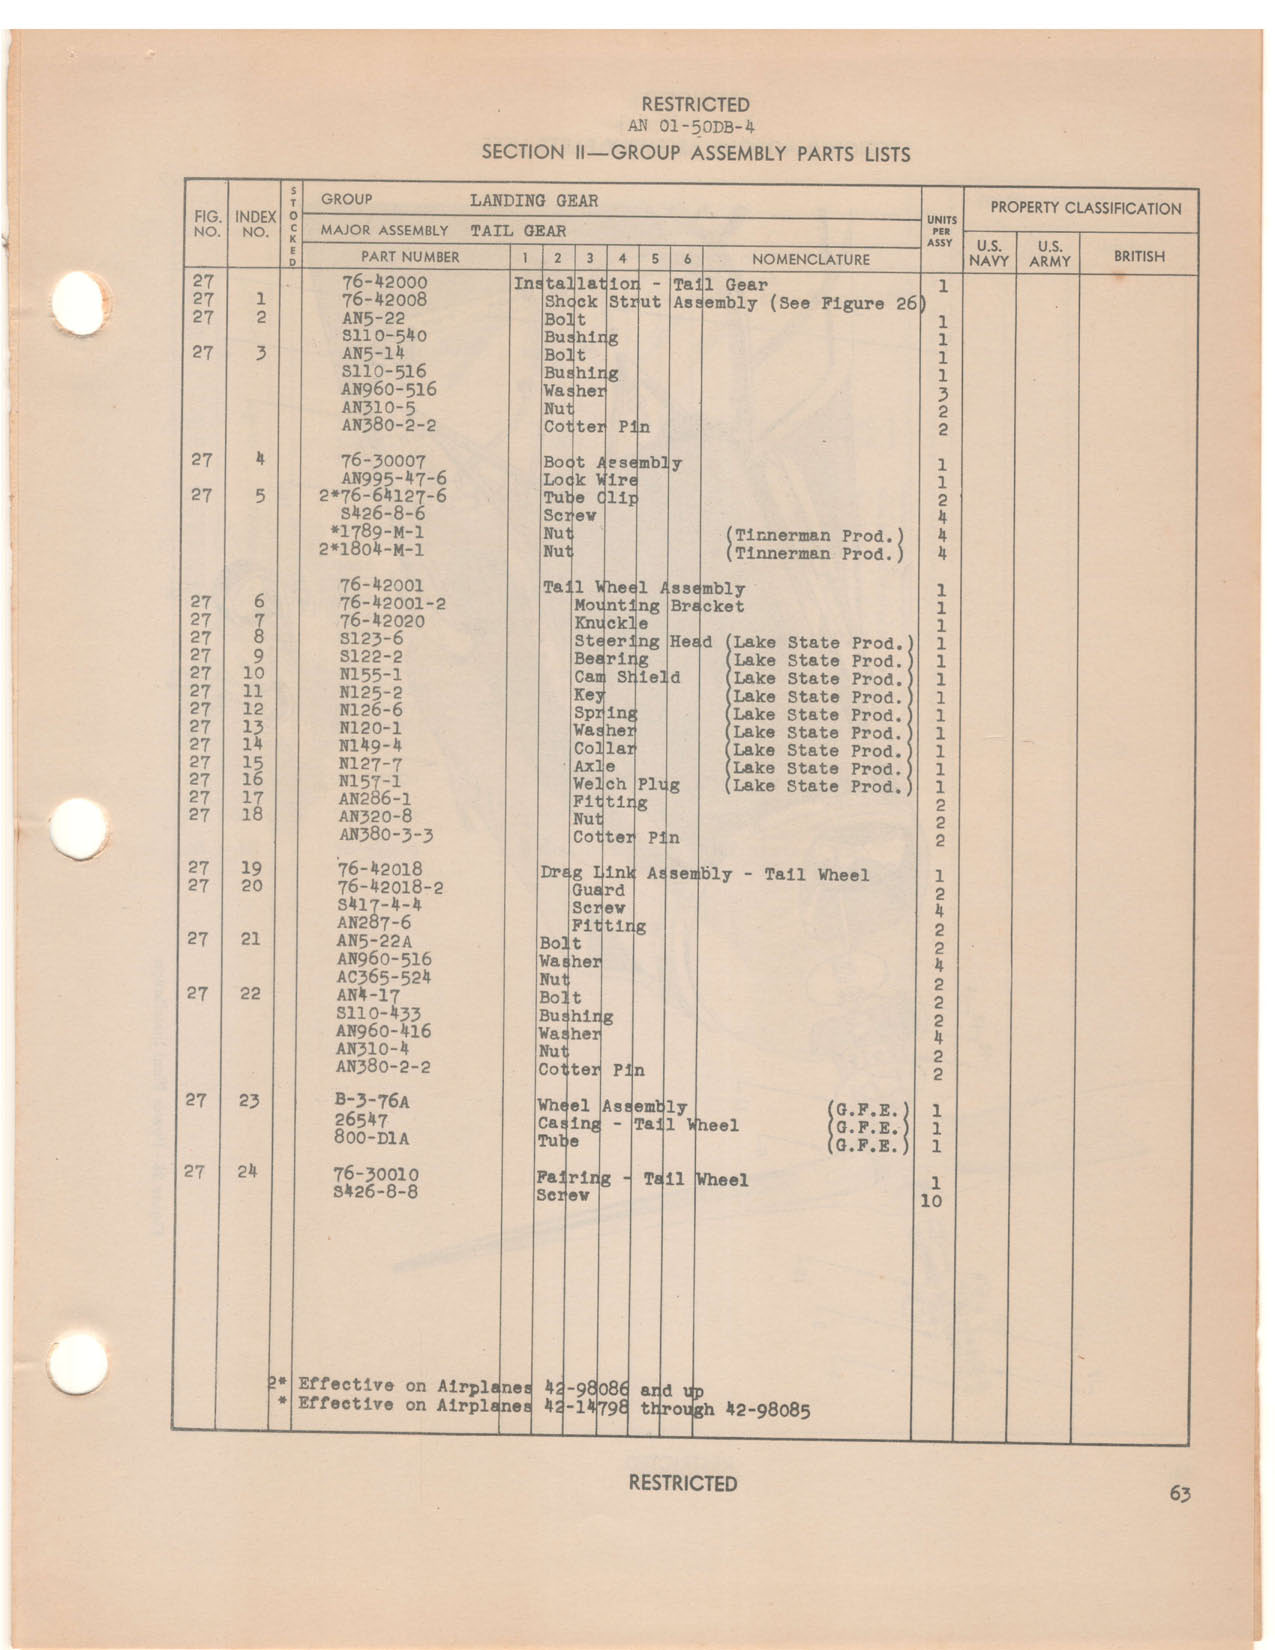 RESTRICTED
AN 01-50DB-4
SECTION II—GROUP ASSEMBLY PARTS LISTS
FIG. NO. INDEX NO. STOCKED GROUP LANDING GEAR UNITS PER ASSY PROPERTY CLASSIFICATION
MAJOR ASSEMBLY TAIL GEAR
PART NUMBER 1 2 3 4 5 6 NOMENCLATURE U.S. NAVY U.S. ARMY BRITISH
27 76-42000 Installation - Tail Gear 1
27 1 76-42008 Shock Strut Assembly (See Figure 26)
27 2 AN5-22 Bolt 1
S110-540 Bushing 1
27 3 AN5-14 Bolt 1
S110-516 Bushing 1
AN960-516 Washer 3
AN310-5 Nut 2
AN380-2-2 Cotter Pin 2
27 4 76-30007 Boot Assembly 1
AN995-47-6 Lock Wire 1
27 5 2*76-64127-6 Tube Clip 2
S426-8-6 Screw 4
*1789-M-1 Nut (Tinnerman Prod.) 4
2*1804-M-1 Nut (Tinnerman Prod.) 4
76-42001 Tail Wheel Assembly 1
27 6 76-42001-2 Mounting Bracket 1
27 7 76-42020 Knuckle 1
27 8 S123-6 Steering Head (Lake State Prod.) 1
27 9 S122-2 Bearing (Lake State Prod.) 1
27 10 N155-1 Cam Shield (Lake State Prod.) 1
27 11 N125-2 Key (Lake State Prod.) 1
27 12 N126-6 Spring (Lake State Prod.) 1
27 13 N120-1 Washer (Lake State Prod.) 1
27 14 N149-4 Collar (Lake State Prod.) 1
27 15 N127-7 Axle (Lake State Prod.) 1
27 16 N157-1 Welch Plug (Lake State Prod.) 1
27 17 AN286-1 Fitting 2
27 18 AN320-8 Nut 2
AN380-3-3 Cotter Pin 2
27 19 76-42018 Drag Link Assembly - Tail Wheel 1
27 20 76-42018-2 Guard 2
S417-4-4 Screw 4
AN287-6 Fitting 2
27 21 AN5-22A Bolt 2
AN960-516 Washer 4
AC365-524 Nut 2
27 22 AN4-17 Bolt 2
S110-433 Bushing 2
AN960-416 Washer 4
AN310-4 Nut 2
AN380-2-2 Cotter Pin 2
27 23 B-3-76A Wheel Assembly (G.F.E.) 1
26547 Casing - Tail Wheel (G.F.E.) 1
800-D1A Tube (G.F.E.) 1
27 24 76-30010 Fairing - Tail Wheel 1
S426-8-8 Screw 10
2* Effective on Airplanes 42-98086 and up
* Effective on Airplanes 42-14798 through 42-98085
RESTRICTED
63